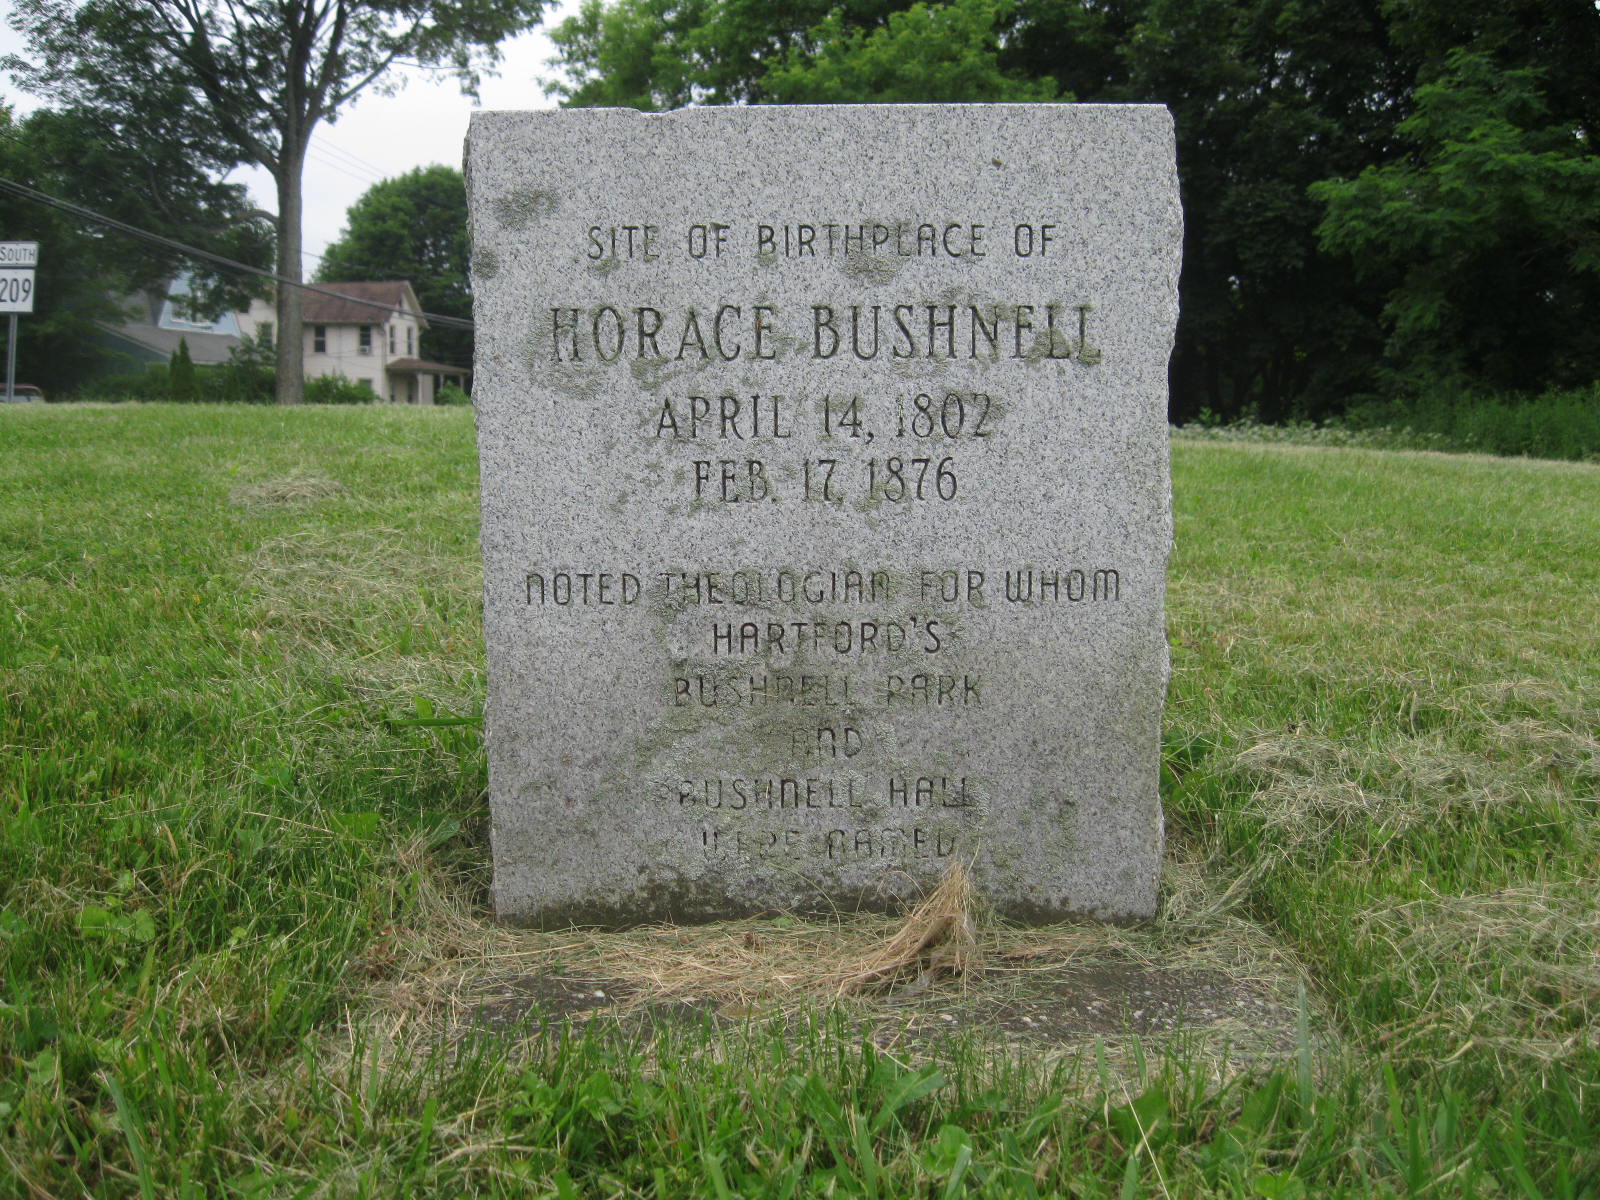 SOUTH
209
SITE OF BIRTHPLACE OF
HORACE BUSHNELL
APRIL 14, 1802
FEB. 17, 1876
NOTED THEOLOGIAN FOR WHOM
HARTFORD'S
BUSHNELL PARK
AND
BUSHNELL HALL
WERE NAMED